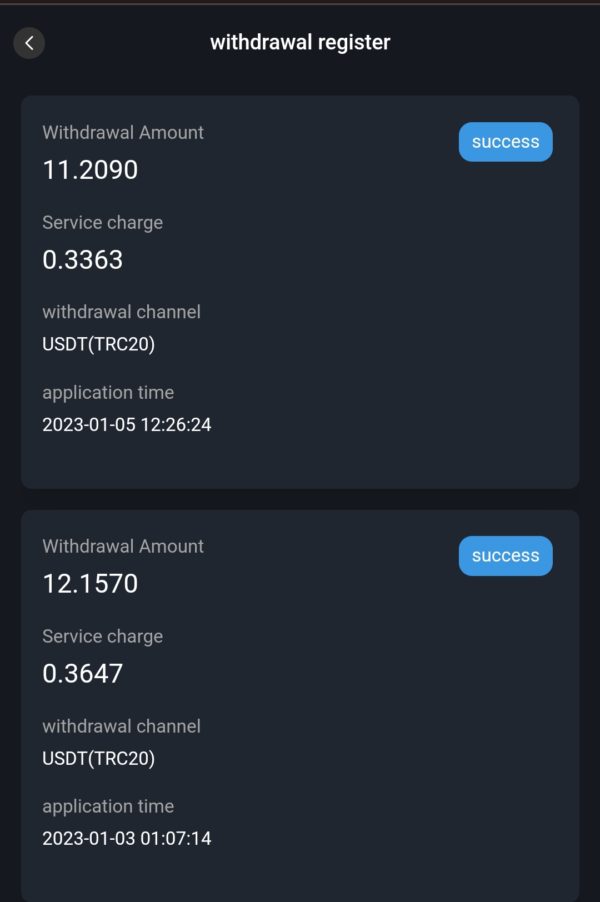 withdrawal register
Withdrawal Amount
success
11.2090
Service charge
0.3363
withdrawal channel
USDT(TRC20)
application time
2023-01-05 12:26:24
Withdrawal Amount
success
12.1570
Service charge
0.3647
withdrawal channel
USDT(TRC20)
application time
2023-01-03 01:07:14